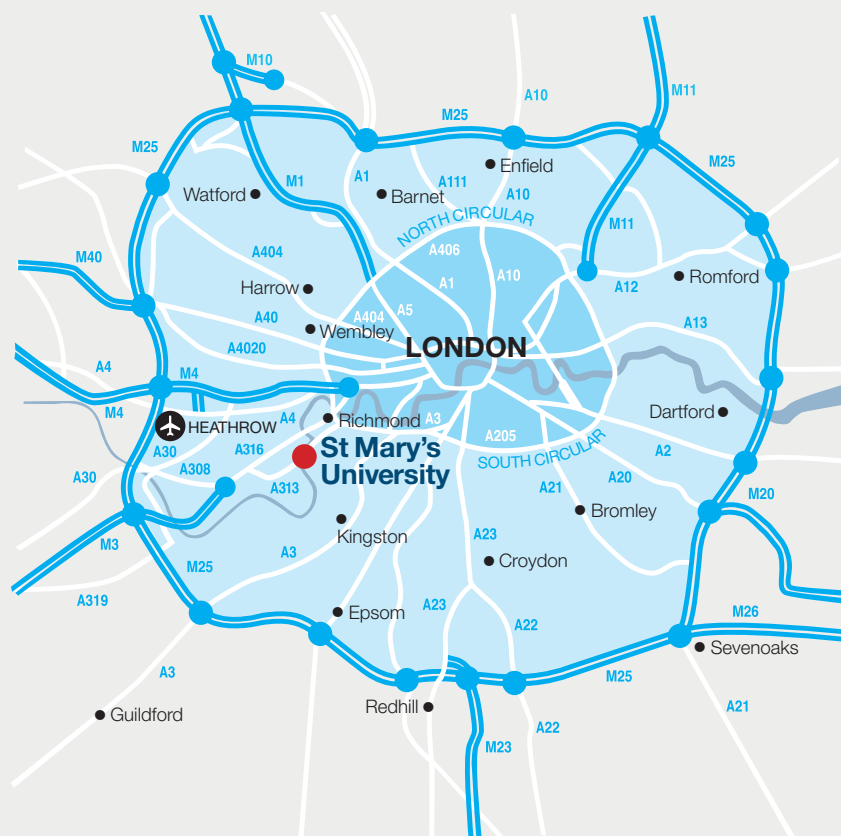 M10
A10
M11
M25
M25
M25
Enfield
A1
A111
M1
Watford
Barnet
A10
NORTH CIRCULAR
M11
A406
A404
M40
A1
A10
Romford
Harrow
A12
A5
A40
A404
Wembley
A13
A4020
LONDON
A4
M4
M4
A4
HEATHROW
Richmond
A3
Dartford
A205
SOUTH CIRCULAR
A30
A316
St Mary's
University
A2
A30
A308
A313
A21
A20
M20
Bromley
Kingston
A23
M3
A3
M25
Croydon
A319
Epsom
A23
A22
M26
Sevenoaks
A3
M25
Guildford
Redhill
A21
A22
M23